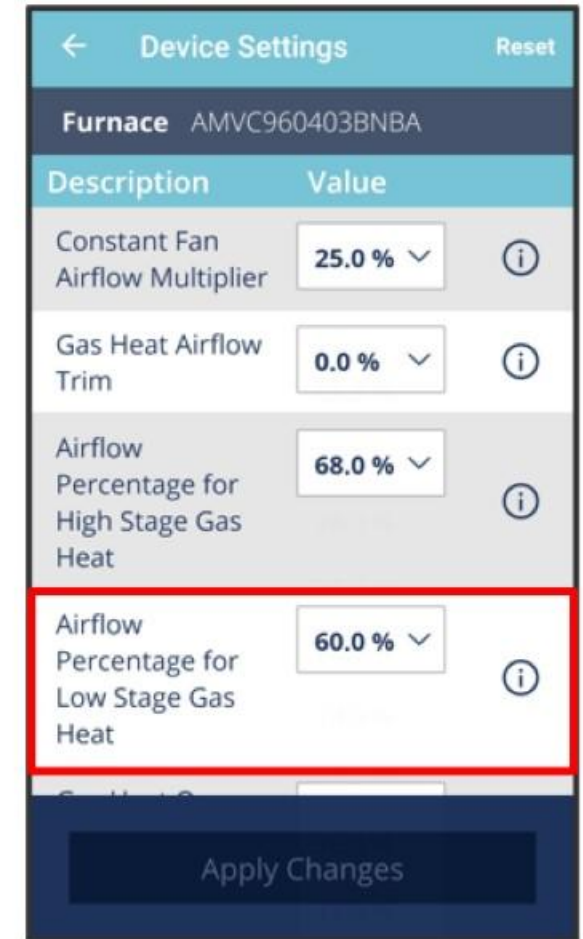 Device Settings
Reset
Furnace AMVC960403BNBA
Description Value
Constant Fan
Airflow Multiplier
25.0 %
Gas Heat Airflow
Trim
0.0 %
Airflow
Percentage for
High Stage Gas
Heat
68.0 %
Airflow
Percentage for
Low Stage Gas
Heat
60.0 %
Apply Changes